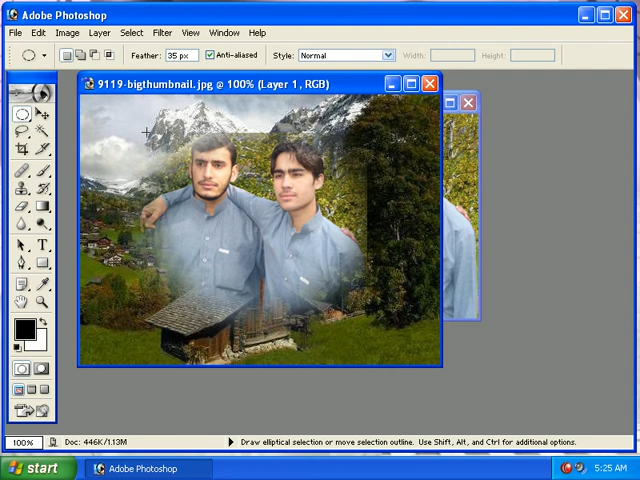 Adobe Photoshop
File Edit Image Layer Select Filter View Window Help
Feather: 35 px Anti-aliased Style: Normal Width: Height:
9119-bigthumbnail.jpg @ 100% (Layer 1, RGB)
T
100% Doc: 446K/1.13M Draw elliptical selection or move selection outline. Use Shift, Alt, and Ctrl for additional options.
start Adobe Photoshop 5:25 AM